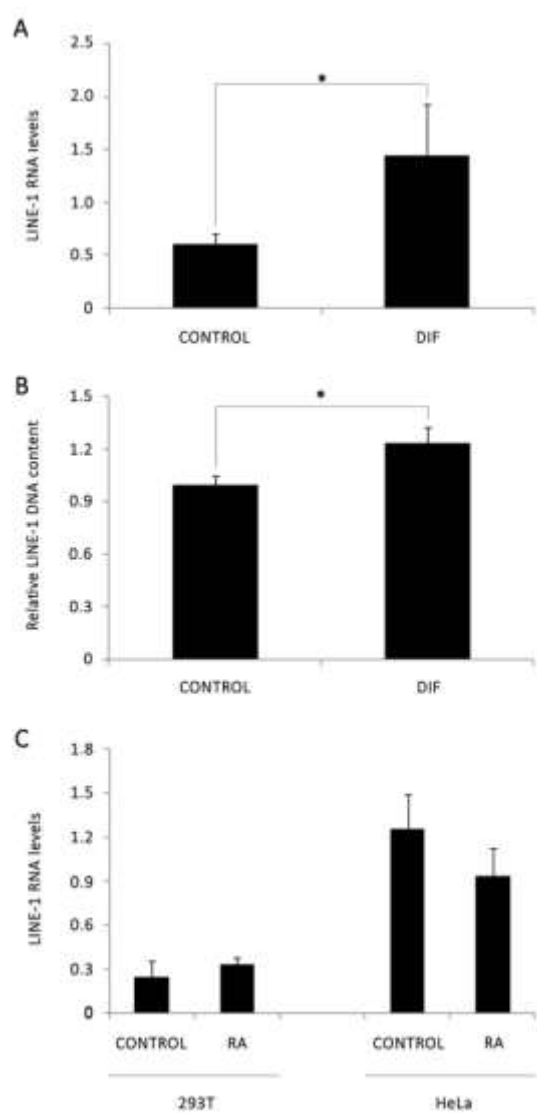 A
2.5
2.0
1.5
1.0
0.5
0
LINE-1 RNA levels
*
CONTROL DIF
B
1.5
1.2
0.9
0.6
0.3
0
Relative LINE-1 DNA content
*
CONTROL DIF
C
1.8
1.5
1.2
0.9
0.6
0.3
0
LINE-1 RNA levels
CONTROL RA CONTROL RA
293T HeLa